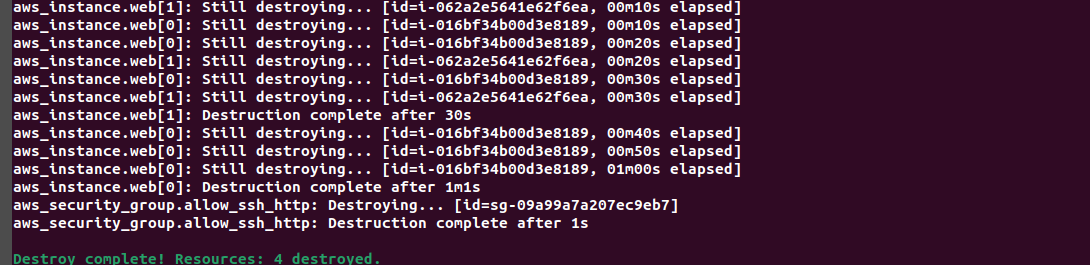 aws_instance.web[1]: Still destroying... [id=i-062a2e5641e62f6ea, 00m10s elapsed]
aws_instance.web[0]: Still destroying... [id=i-016bf34b00d3e8189, 00m10s elapsed]
aws_instance.web[0]: Still destroying... [id=i-016bf34b00d3e8189, 00m20s elapsed]
aws_instance.web[1]: Still destroying... [id=i-062a2e5641e62f6ea, 00m20s elapsed]
aws_instance.web[0]: Still destroying... [id=i-016bf34b00d3e8189, 00m30s elapsed]
aws_instance.web[1]: Still destroying... [id=i-062a2e5641e62f6ea, 00m30s elapsed]
aws_instance.web[1]: Destruction complete after 30s
aws_instance.web[0]: Still destroying... [id=i-016bf34b00d3e8189, 00m40s elapsed]
aws_instance.web[0]: Still destroying... [id=i-016bf34b00d3e8189, 00m50s elapsed]
aws_instance.web[0]: Still destroying... [id=i-016bf34b00d3e8189, 01m00s elapsed]
aws_instance.web[0]: Destruction complete after 1m1s
aws_security_group.allow_ssh_http: Destroying... [id=sg-09a99a7a207ec9eb7]
aws_security_group.allow_ssh_http: Destruction complete after 1s
Destroy complete! Resources: 4 destroyed.